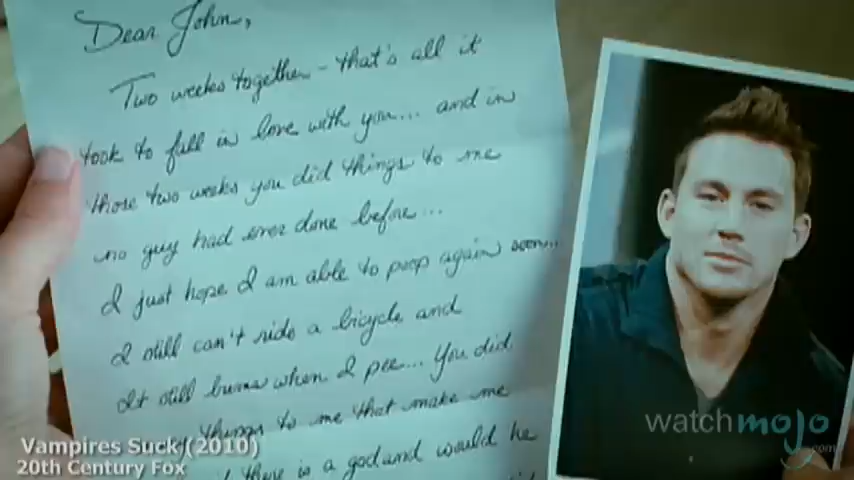 Dear John,
Two weeks together - that's all it
took to fall in love with you... and in
those two weeks you did things to me
no guy had ever done before...
I just hope I am able to poop again soon...
I still can't ride a bicycle and
It still burns when I pee... You did
things to me that make me
there is a god and would he
Vampires Suck (2010)
20th Century Fox
watchmojo
.com